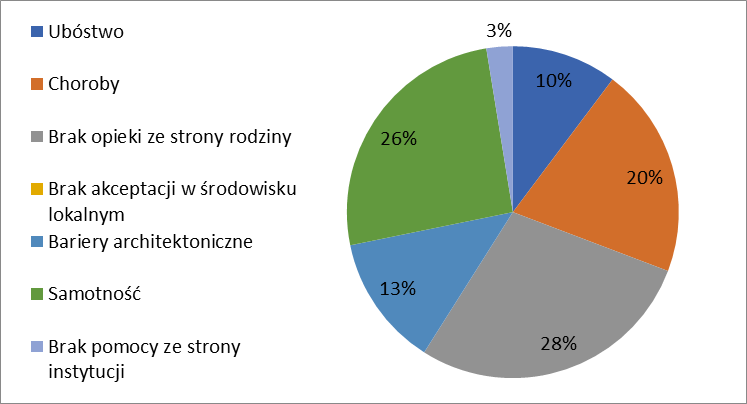 Ubóstwo
Choroby
Brak opieki ze strony rodziny
Brak akceptacji w środowisku
lokalnym
Bariery architektoniczne
Samotność
Brak pomocy ze strony
instytucji
3%
10%
20%
28%
13%
26%